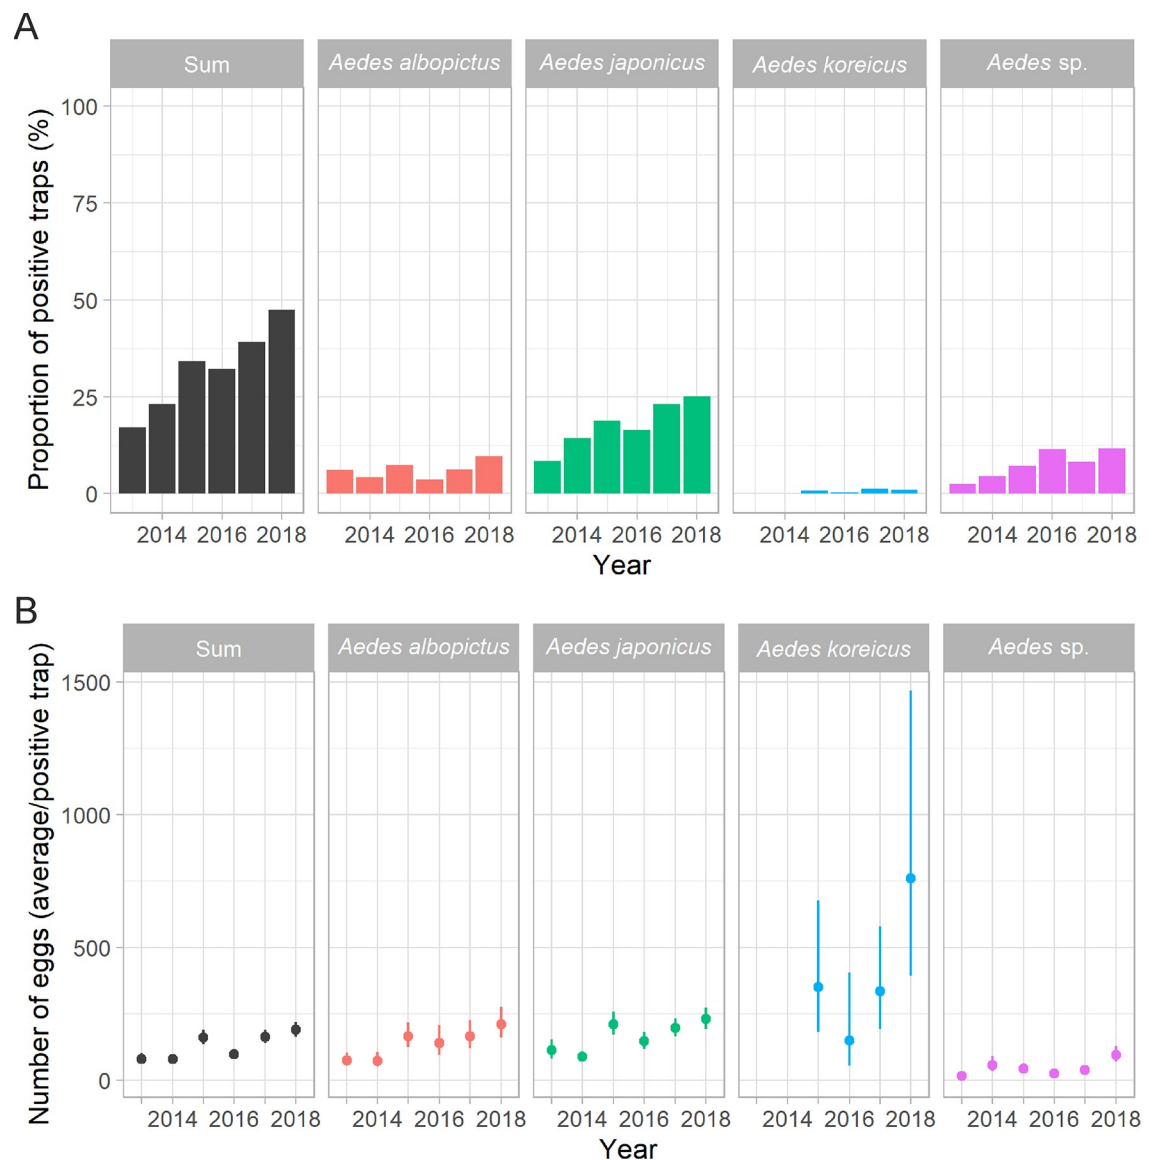 A
Sum Aedes albopictus Aedes japonicus Aedes koreicus Aedes sp.
Proportion of positive traps (%)
100
75
50
25
0
2014 2016 2018 2014 2016 2018 2014 2016 2018 2014 2016 2018 2014 2016 2018
Year
B
Sum Aedes albopictus Aedes japonicus Aedes koreicus Aedes sp.
Number of eggs (average/positive trap)
1500
1000
500
0
2014 2016 2018 2014 2016 2018 2014 2016 2018 2014 2016 2018 2014 2016 2018
Year